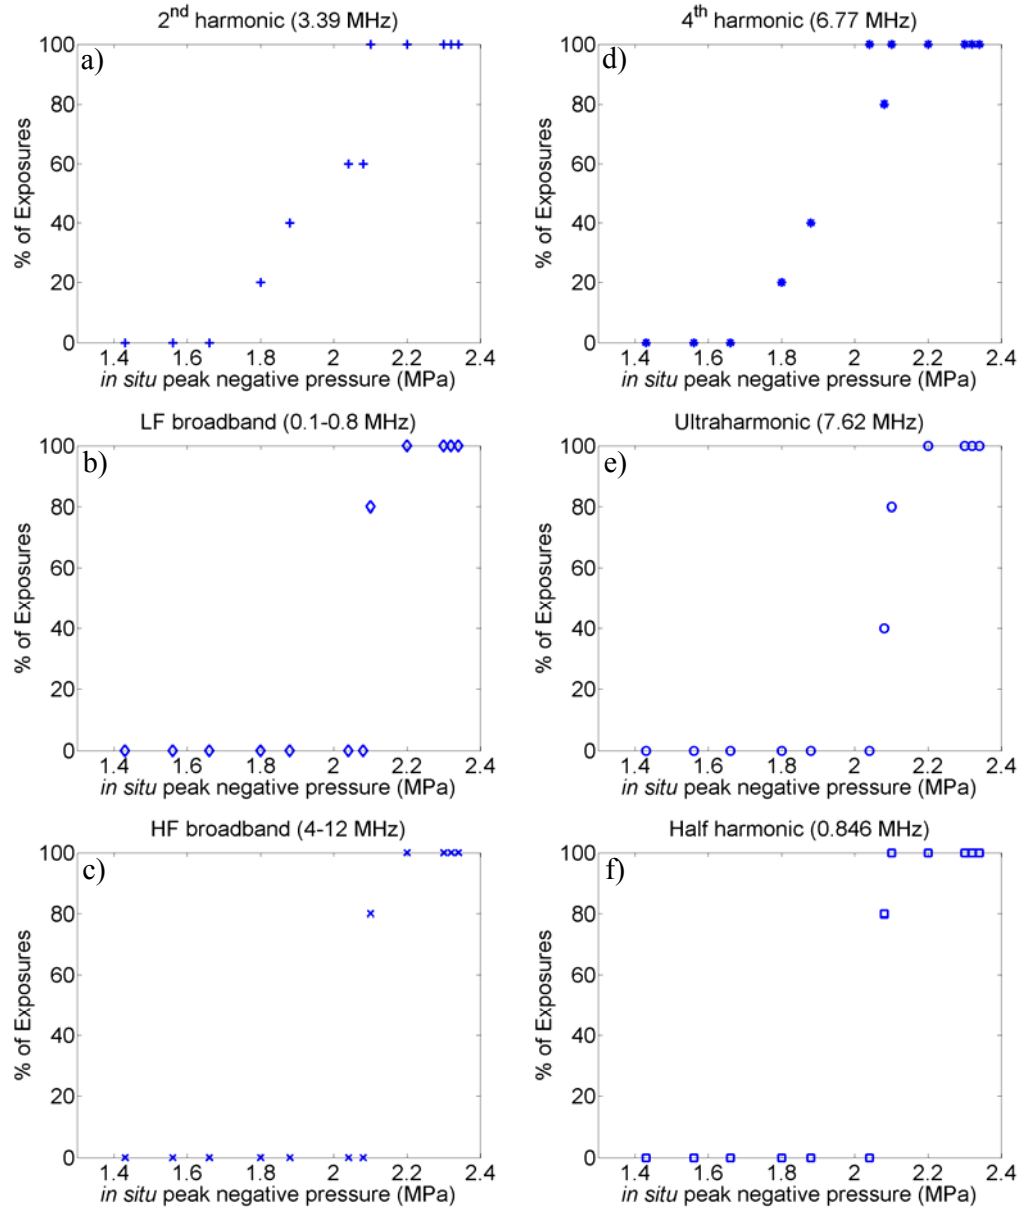 2nd harmonic (3.39 MHz)
a)
% of Exposures
100
80
60
40
20
0
1.4 1.6 1.8 2 2.2 2.4
in situ peak negative pressure (MPa)
4th harmonic (6.77 MHz)
d)
% of Exposures
100
80
60
40
20
0
1.4 1.6 1.8 2 2.2 2.4
in situ peak negative pressure (MPa)
LF broadband (0.1-0.8 MHz)
b)
% of Exposures
100
80
60
40
20
0
1.4 1.6 1.8 2 2.2 2.4
in situ peak negative pressure (MPa)
Ultraharmonic (7.62 MHz)
e)
% of Exposures
100
80
60
40
20
0
1.4 1.6 1.8 2 2.2 2.4
in situ peak negative pressure (MPa)
HF broadband (4-12 MHz)
c)
% of Exposures
100
80
60
40
20
0
1.4 1.6 1.8 2 2.2 2.4
in situ peak negative pressure (MPa)
Half harmonic (0.846 MHz)
f)
% of Exposures
100
80
60
40
20
0
1.4 1.6 1.8 2 2.2 2.4
in situ peak negative pressure (MPa)